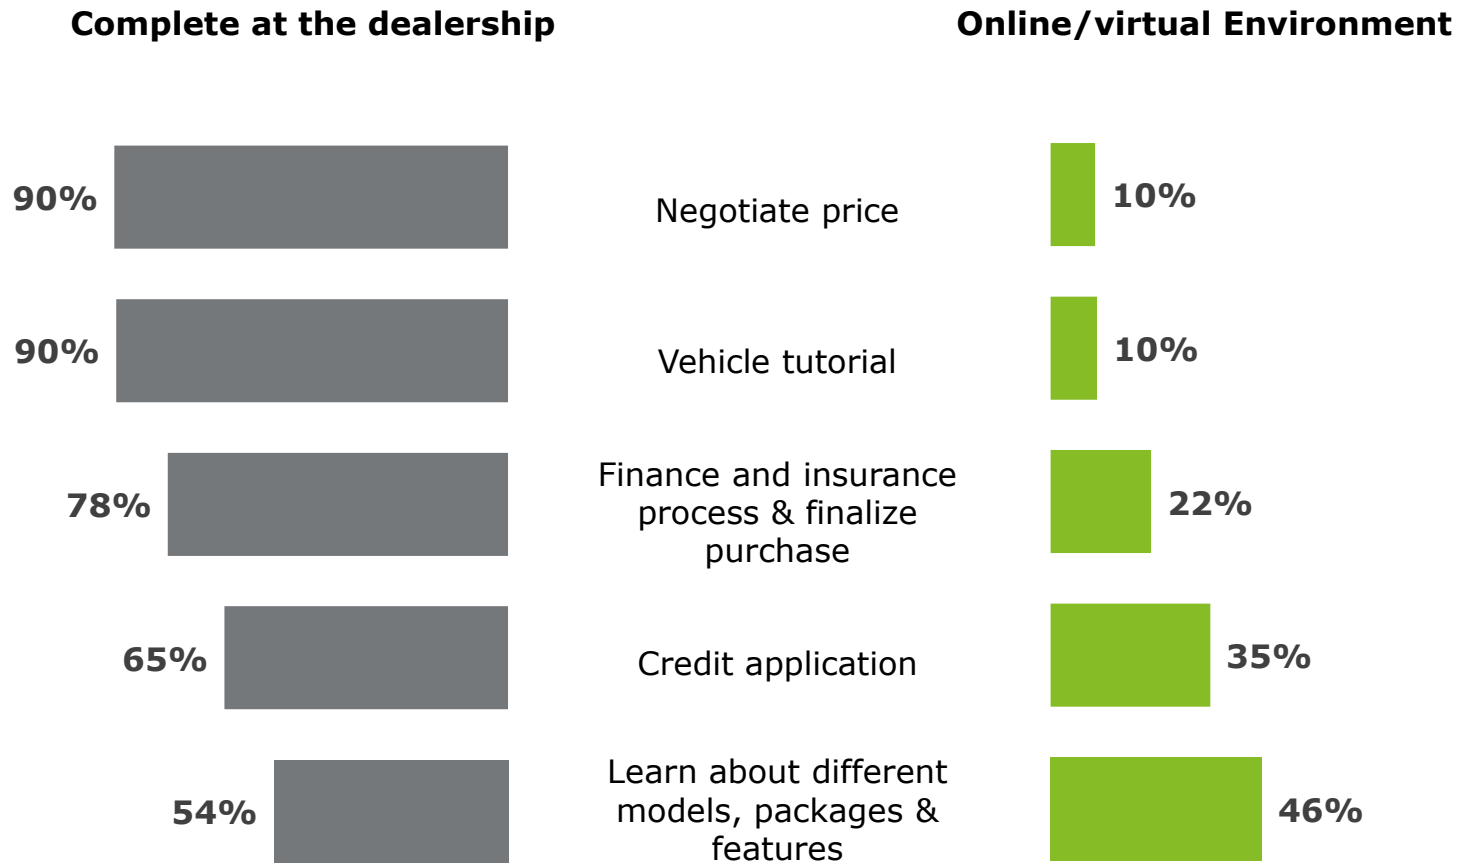 Complete at the dealership
Online/virtual Environment
90%
Negotiate price
10%
90%
Vehicle tutorial
10%
78%
Finance and insurance
process & finalize
purchase
22%
65%
Credit application
35%
54%
Learn about different
models, packages &
features
46%